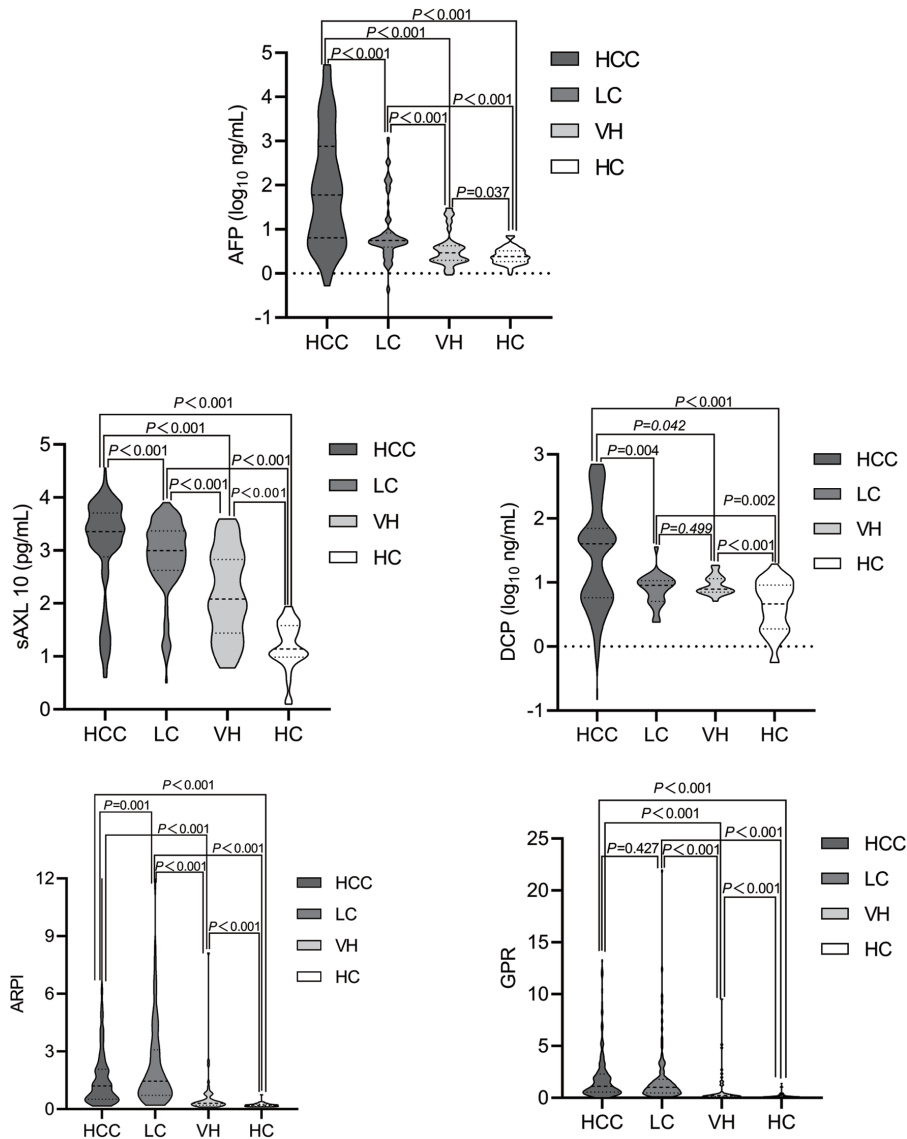 P<0.001
P<0.001
P<0.001
P<0.001
P<0.001
P=0.037
AFP (log10 ng/mL)
5
4
3
2
1
0
-1
HCC LC VH HC
HCC
LC
VH
HC
P<0.001
P<0.001
P<0.001 P<0.001
P<0.001 P<0.001
sAXL 10 (pg/mL)
5
4
3
2
1
0
HCC LC VH HC
HCC
LC
VH
HC
P<0.001
P=0.042
P=0.004
P=0.002
P=0.499
P<0.001
DCP (log10 ng/mL)
3
2
1
0
-1
HCC LC VH HC
HCC
LC
VH
HC
P<0.001
P=0.001
P<0.001
P<0.001
P<0.001
P<0.001
ARPI
12
9
6
3
0
HCC LC VH HC
HCC
LC
VH
HC
P<0.001
P<0.001
P<0.001
P=0.427 P<0.001
P<0.001
GPR
25
20
15
10
5
0
HCC LC VH HC
HCC
LC
VH
HC